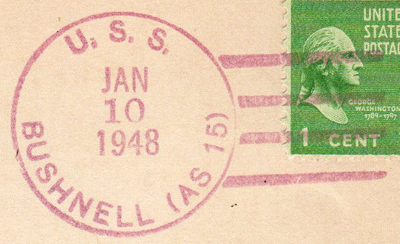 U. S. S.
JAN
10
1948
BUSHNELL (AS 15)
UNITE
STATE
POSTAG
GEORGE
WASHINGTON
1789-1797
1 CENT